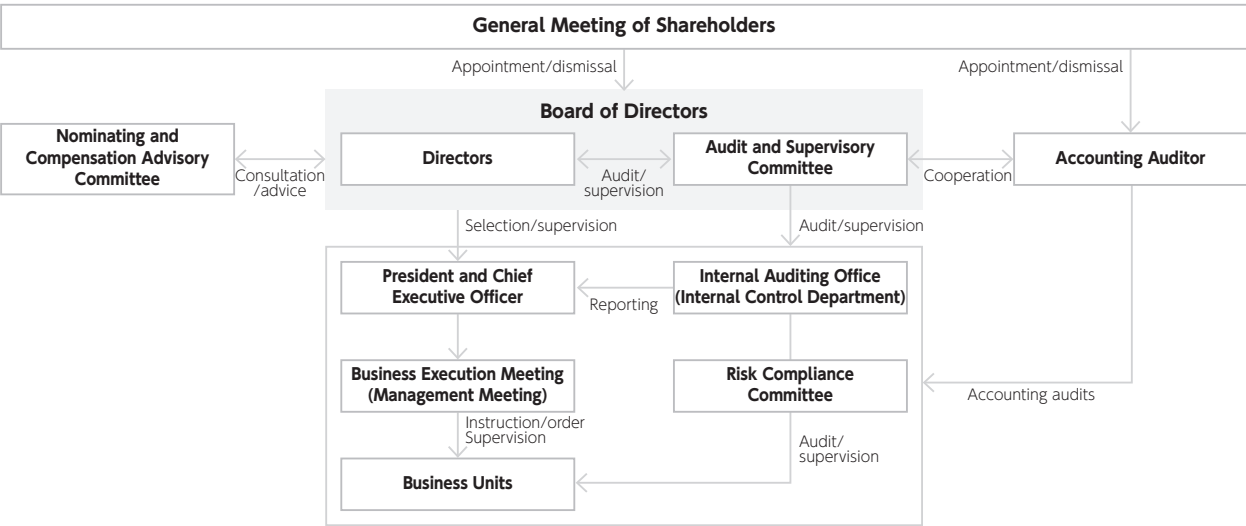 General Meeting of Shareholders
Appointment/dismissal
Appointment/dismissal
Board of Directors
Nominating and
Compensation Advisory
Committee
Consultation
/advice
Directors
Audit/
supervision
Audit and Supervisory
Committee
Cooperation
Accounting Auditor
Selection/supervision
Audit/supervision
President and Chief
Executive Officer
Reporting
Internal Auditing Office
(Internal Control Department)
Business Execution Meeting
(Management Meeting)
Risk Compliance
Committee
Accounting audits
Instruction/order
Supervision
Audit/
supervision
Business Units